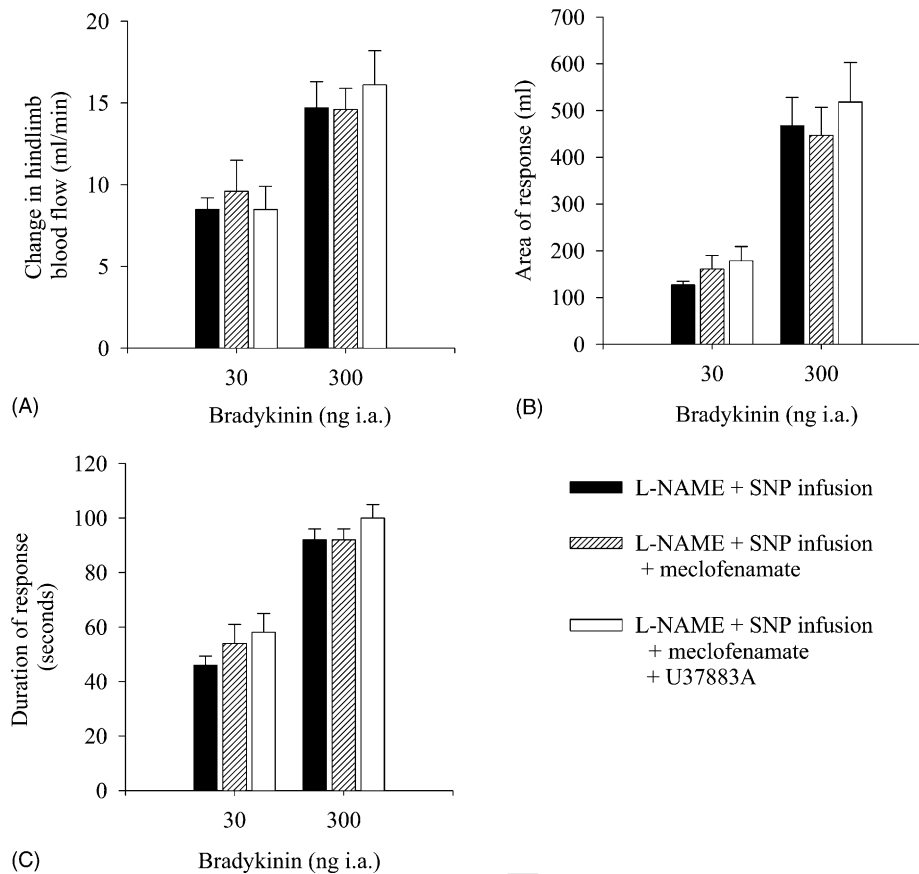 20
15
10
5
0
Change in hindlimb
blood flow (ml/min)
30 300
Bradykinin (ng i.a.)
(A)
700
600
500
400
300
200
100
0
Area of response (ml)
30 300
Bradykinin (ng i.a.)
(B)
120
100
80
60
40
20
0
Duration of response
(seconds)
30 300
Bradykinin (ng i.a.)
(C)
L-NAME + SNP infusion
L-NAME + SNP infusion
+ meclofenamate
L-NAME + SNP infusion
+ meclofenamate
+ U37883A